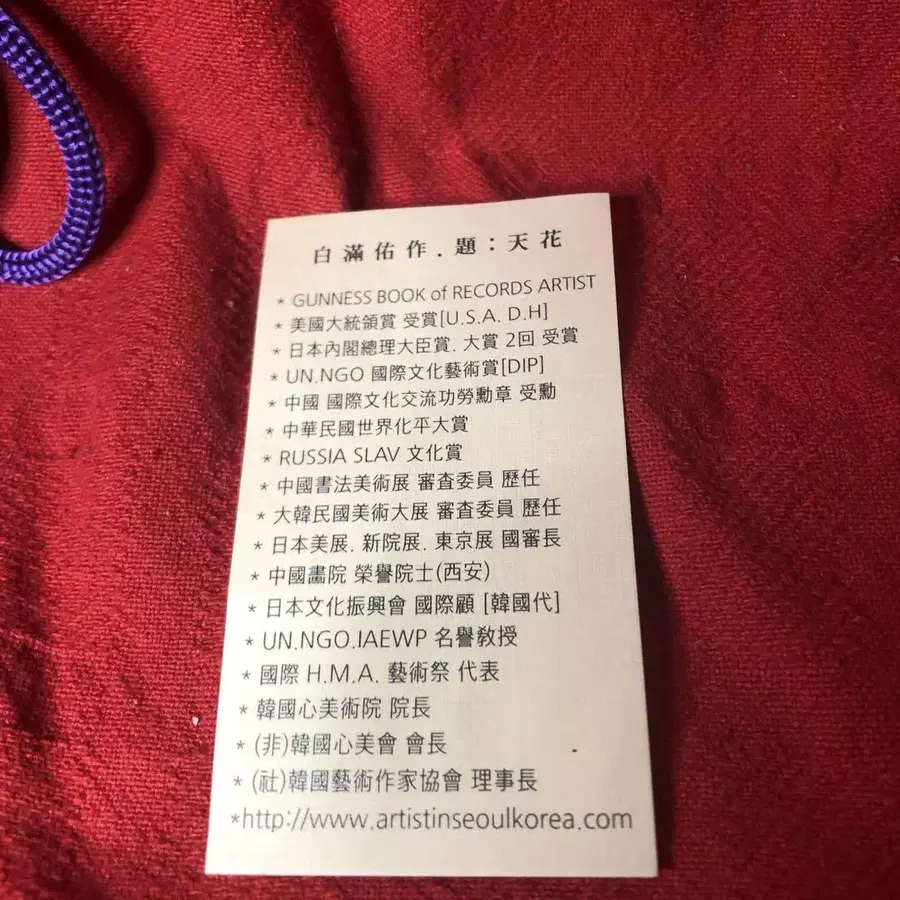 白滿佑作.題:天花
* GUNNESS BOOK of RECORDS ARTIST
* 美國大統領賞 受賞[U.S.A. D.H]
* 日本內閣總理大臣賞. 大賞 2回 受賞
* UN.NGO 國際文化藝術賞[DIP]
* 中國 國際文化交流功勞勳章 受勳
* 中華民國世界化平大賞
* RUSSIA SLAV 文化賞
* 中國書法美術展 審査委員 歷任
* 大韓民國美術大展 審査委員 歷任
* 日本美展. 新院展. 東京展 國審長
* 中國畫院 榮譽院士(西安)
* 日本文化振興會 國際顧 [韓國代]
* UN.NGO.IAEWP 名譽敎授
* 國際 H.M.A. 藝術祭 代表
* 韓國心美術院 院長
* (非)韓國心美會 會長
* (社)韓國藝術作家協會 理事長
*http://www.artistinseoulkorea.com